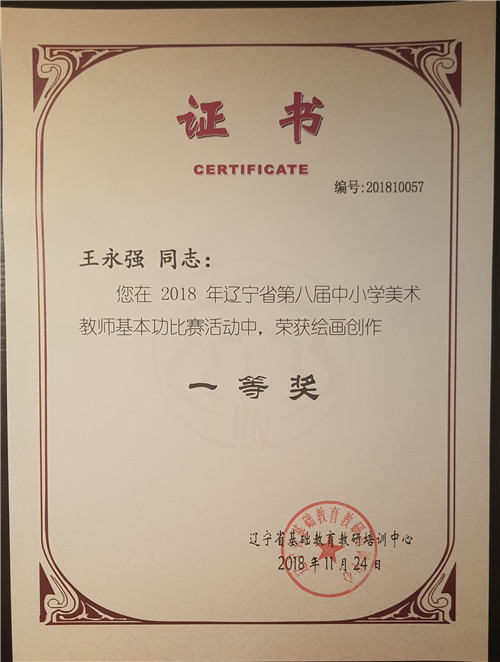 证书
CERTIFICATE
编号:201810057
王永强 同志:
您在 2018 年辽宁省第八届中小学美术
教师基本功比赛活动中,荣获绘画创作
一等奖
辽宁省基础教育教研培训中心
2018 年 11 月 24 日